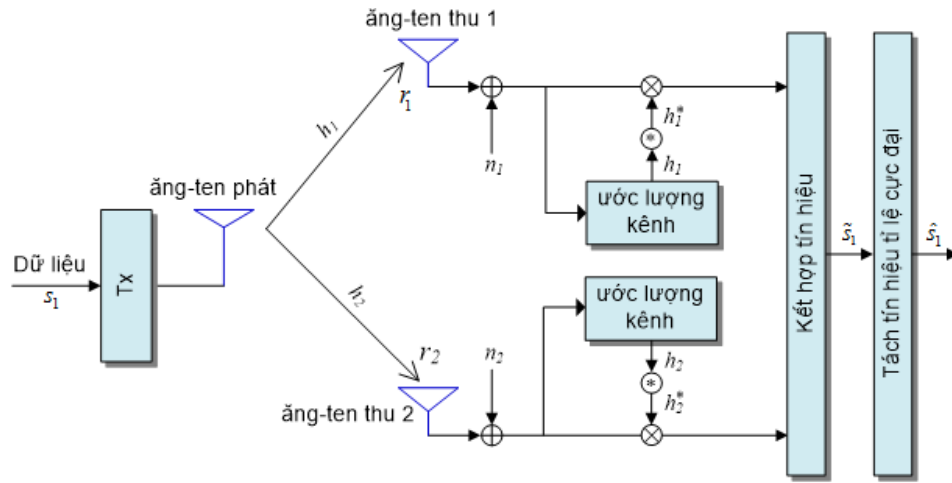 ăng-ten thu 1
r₁
h₁
n₁
h₁*
*
h₁
ước lượng
kênh
ăng-ten phát
Dữ liệu
s₁
Tx
h₂
r₂
ăng-ten thu 2
n₂
ước lượng
kênh
h₂
*
h₂*
Kết hợp tín hiệu
s̃₁
Tách tín hiệu tỉ lệ cực đại
ŝ₁